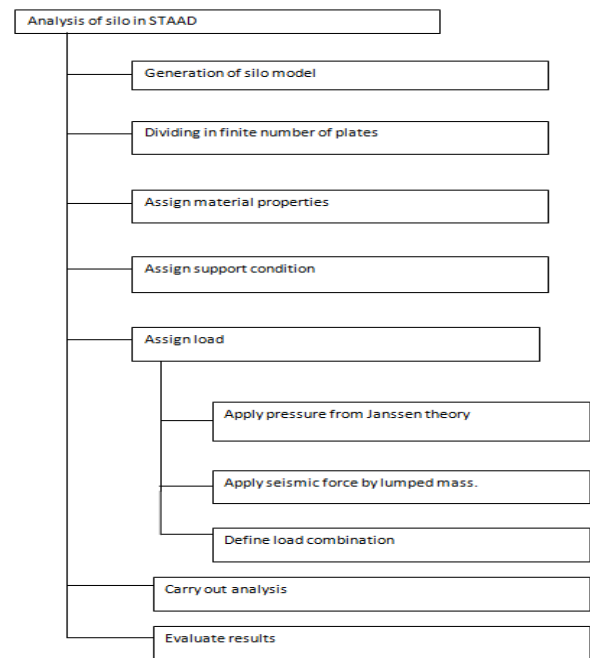 Analysis of silo in STAAD
Generation of silo model
Dividing in finite number of plates
Assign material properties
Assign support condition
Assign load
Apply pressure from Janssen theory
Apply seismic force by lumped mass.
Define load combination
Carry out analysis
Evaluate results